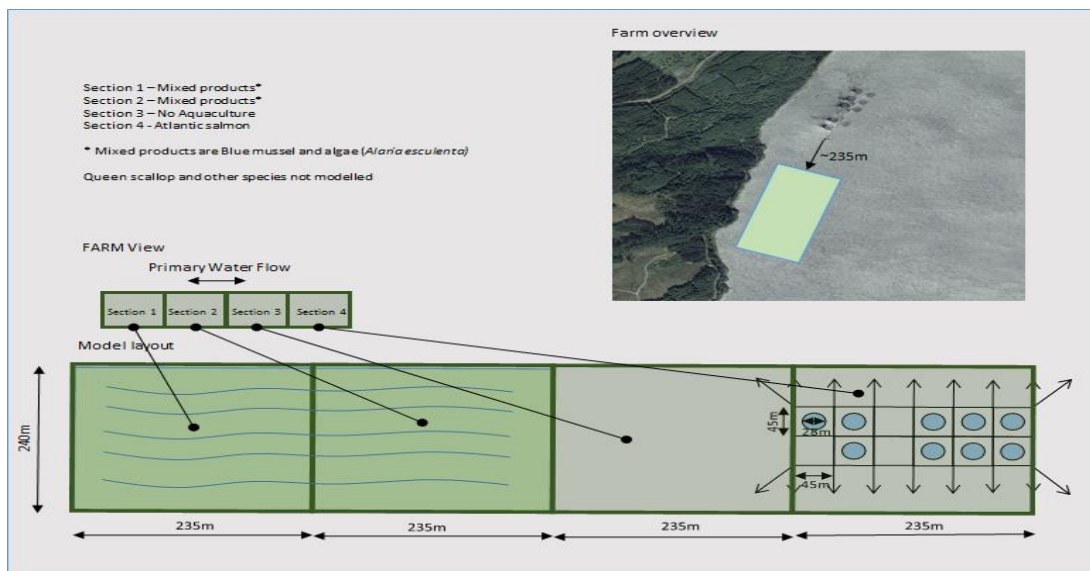 Farm overview
Section 1 – Mixed products*
Section 2 – Mixed products*
Section 3 – No Aquaculture
Section 4 - Atlantic salmon
* Mixed products are Blue mussel and algae (Alaria esculenta)
Queen scallop and other species not modelled
~235m
FARM View
Primary Water Flow
Section 1
Section 2
Section 3
Section 4
Model layout
240m
45m
28m
45m
235m
235m
235m
235m